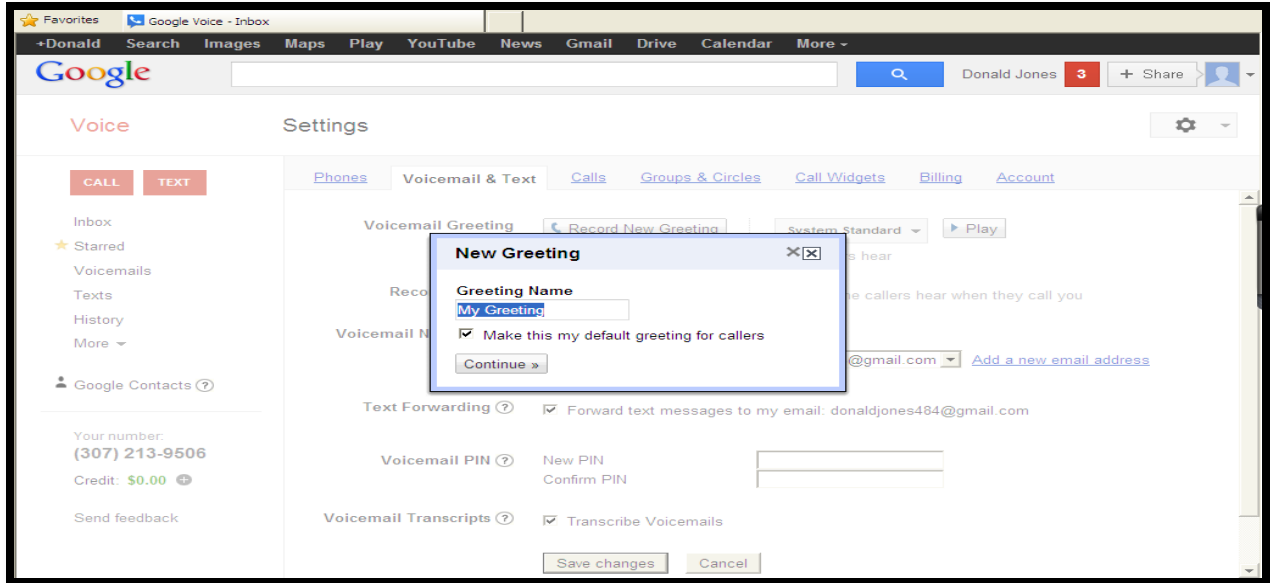 Favorites Google Voice - Inbox
+Donald Search Images Maps Play YouTube News Gmail Drive Calendar More
Google Donald Jones 3 + Share
Voice Settings
CALL TEXT Phones Voicemail & Text Calls Groups & Circles Call Widgets Billing Account
Inbox Voicemail Greeting Record New Greeting System Standard Play
Starred s hear
New Greeting
Voicemails
Greeting Name
Texts Reco e callers hear when they call you
My Greeting
History
Voicemail N Make this my default greeting for callers
More
Continue » @gmail.com Add a new email address
Google Contacts ?
Text Forwarding ? Forward text messages to my email: donaldjones484@gmail.com
Your number:
(307) 213-9506 Voicemail PIN ? New PIN
Credit: $0.00 Confirm PIN
Send feedback Voicemail Transcripts ? Transcribe Voicemails
Save changes Cancel